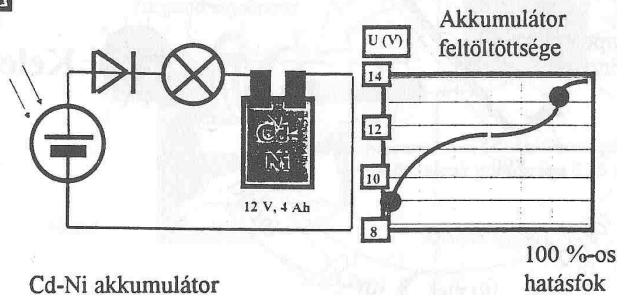 Akkumulátor
feltöltöttsége
U (V)
14
12
10
8
Cd
Ni
12 V, 4 Ah
100 %-os
hatásfok
Cd-Ni akkumulátor